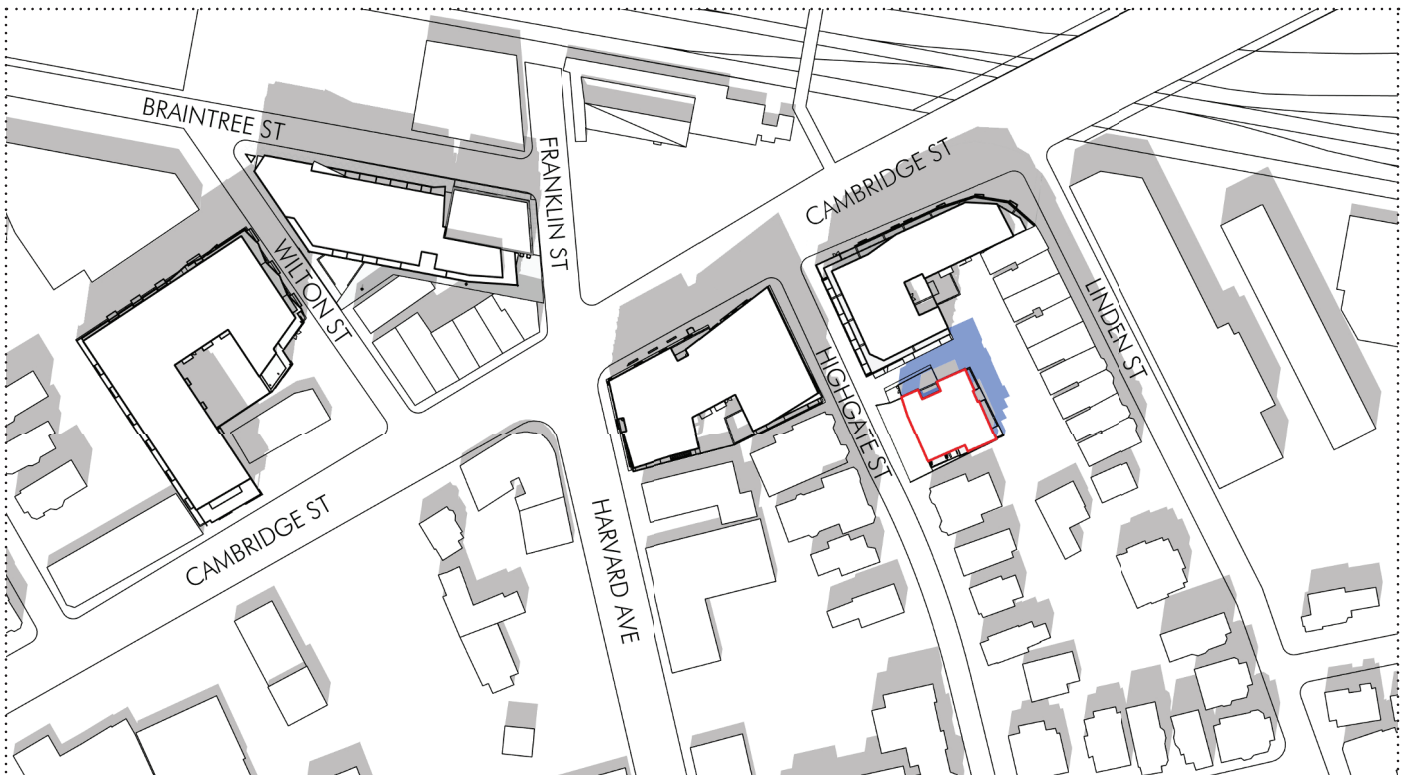 BRAINTREE ST
FRANKLIN ST
CAMBRIDGE ST
WILTON ST
LINDEN ST
HIGHGATE ST
CAMBRIDGE ST
HARVARD AVE